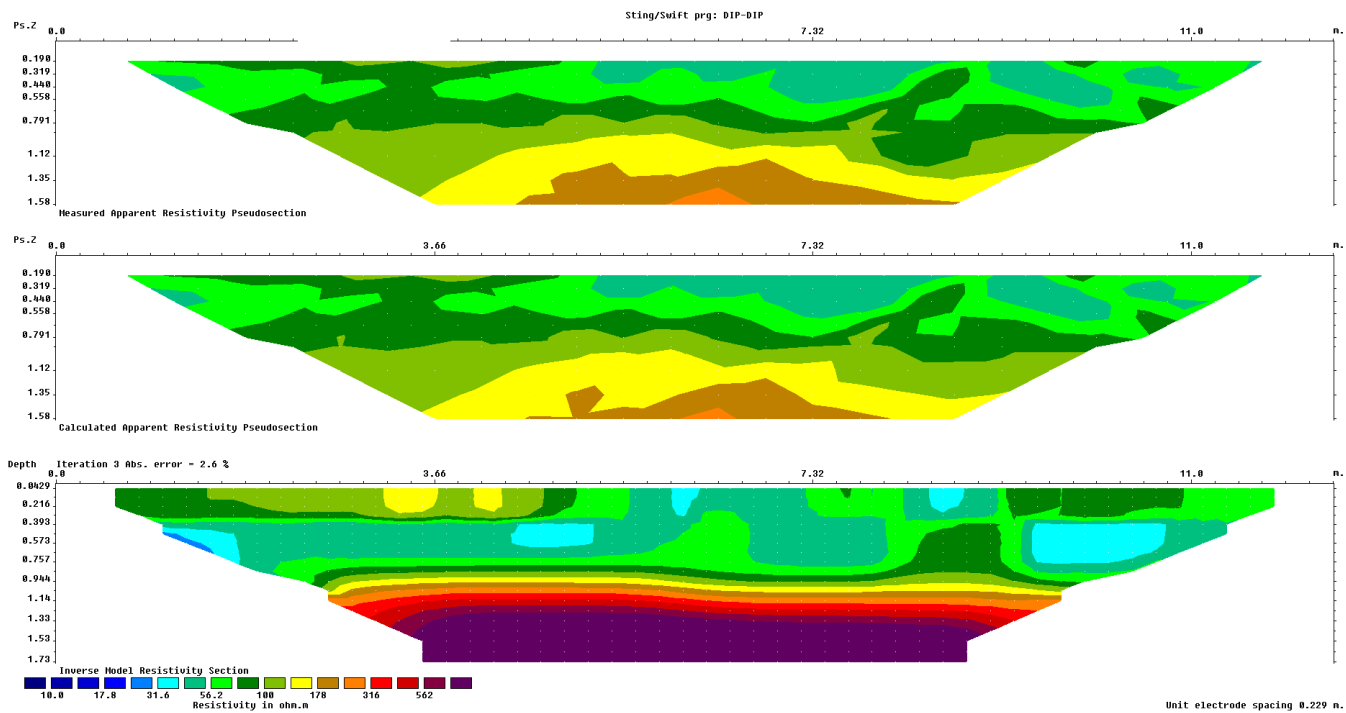 Sting/Swift prg: DIP-DIP
Ps.Z 0.0 7.32 11.0 m.
0.190
0.319
0.440
0.558
0.791
1.12
1.35
1.58
Measured Apparent Resistivity Pseudosection
Ps.Z 0.0 3.66 7.32 11.0 m.
0.190
0.319
0.440
0.558
0.791
1.12
1.35
1.58
Calculated Apparent Resistivity Pseudosection
Depth Iteration 3 Abs. error = 2.6 %
0.0 3.66 7.32 11.0 m.
0.0429
0.216
0.393
0.573
0.757
0.944
1.14
1.33
1.53
1.73
Inverse Model Resistivity Section
10.0 17.8 31.6 56.2 100 178 316 562
Resistivity in ohm.m
Unit electrode spacing 0.229 m.